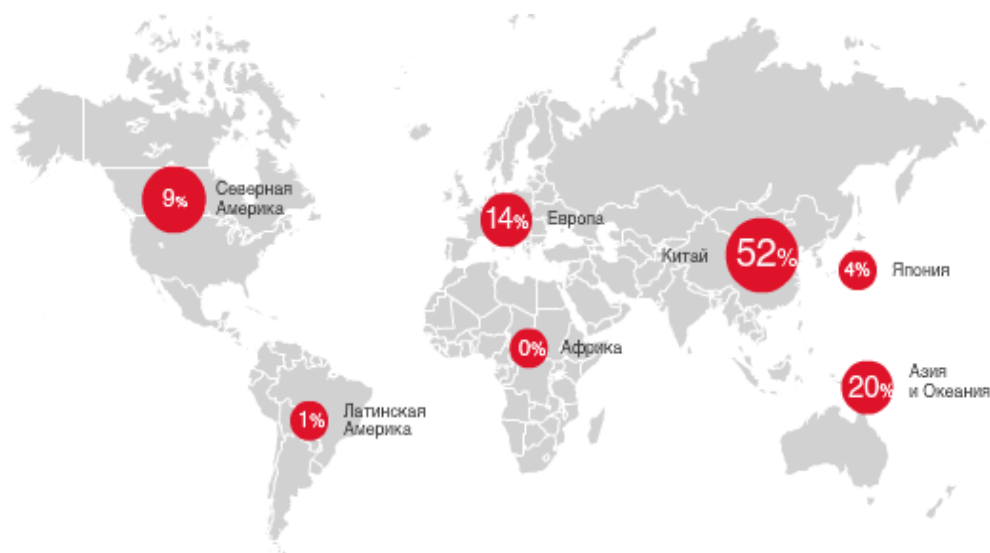 9%
Северная
Америка
14%
Европа
Китай
52%
4%
Япония
0%
Африка
20%
Азия
и Океания
1%
Латинская
Америка